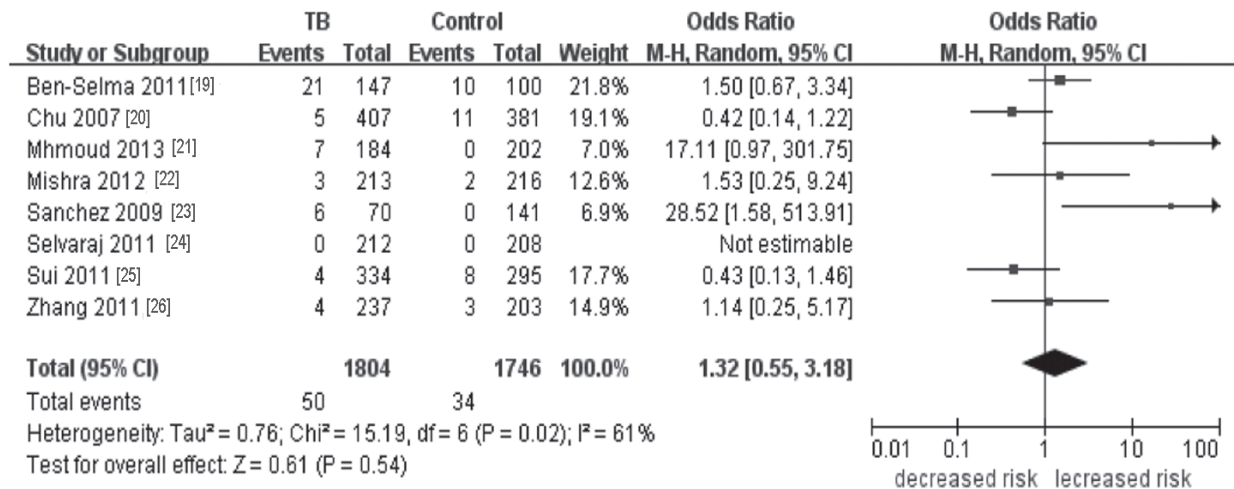 TB Control Odds Ratio Odds Ratio
Study or Subgroup Events Total Events Total Weight M-H, Random, 95% CI M-H, Random, 95% CI
Ben-Selma 2011[19] 21 147 10 100 21.8% 1.50 [0.67, 3.34]
Chu 2007 [20] 5 407 11 381 19.1% 0.42 [0.14, 1.22]
Mhmoud 2013 [21] 7 184 0 202 7.0% 17.11 [0.97, 301.75]
Mishra 2012 [22] 3 213 2 216 12.6% 1.53 [0.25, 9.24]
Sanchez 2009 [23] 6 70 0 141 6.9% 28.52 [1.58, 513.91]
Selvaraj 2011 [24] 0 212 0 208 Not estimable
Sui 2011 [25] 4 334 8 295 17.7% 0.43 [0.13, 1.46]
Zhang 2011 [26] 4 237 3 203 14.9% 1.14 [0.25, 5.17]
Total (95% CI) 1804 1746 100.0% 1.32 [0.55, 3.18]
Total events 50 34
Heterogeneity: Tau² = 0.76; Chi² = 15.19, df = 6 (P = 0.02); I² = 61%
Test for overall effect: Z = 0.61 (P = 0.54)
0.01 0.1 1 10 100
decreased risk lecreased risk